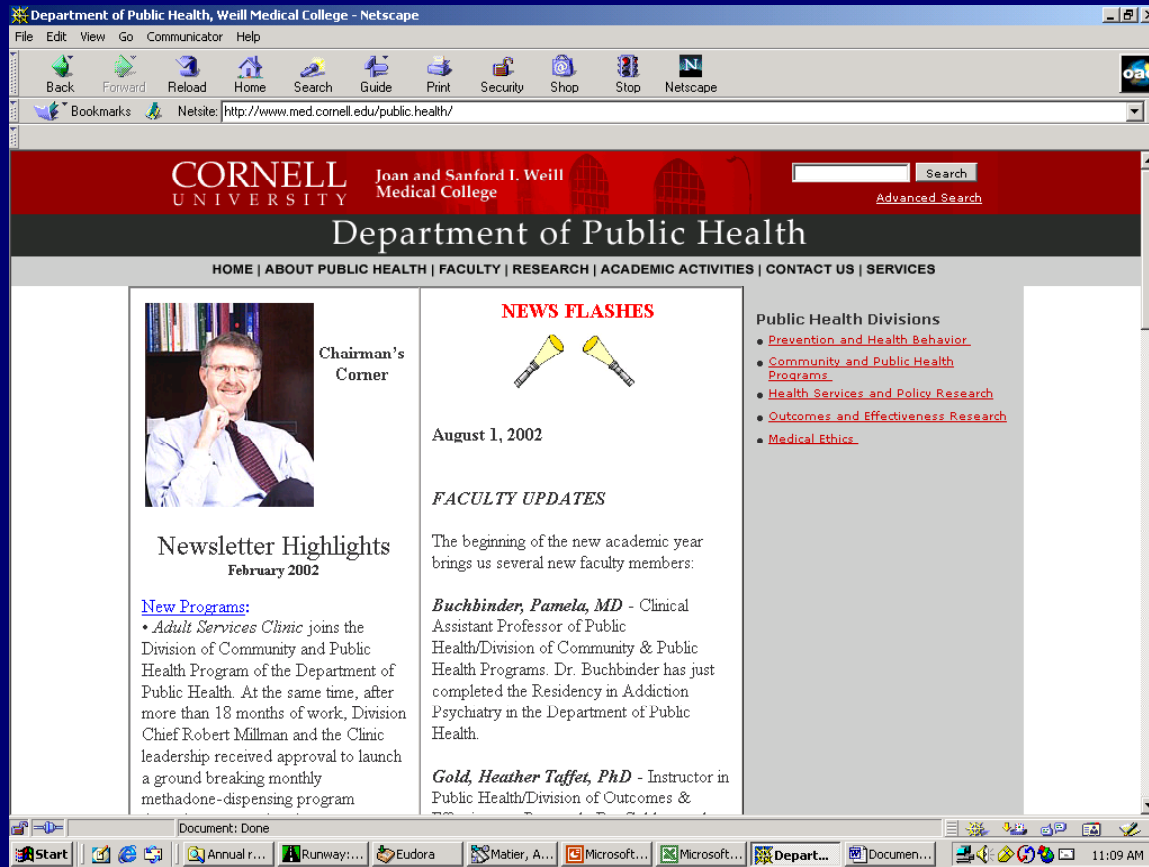 Department of Public Health, Weill Medical College - Netscape
File Edit View Go Communicator Help
Back Forward Reload Home Search Guide Print Security Shop Stop Netscape
N
Bookmarks Netsite: http://www.med.cornell.edu/public.health/
CORNELL
UNIVERSITY
Joan and Sanford I. Weill
Medical College
Search
Advanced Search
Department of Public Health
HOME | ABOUT PUBLIC HEALTH | FACULTY | RESEARCH | ACADEMIC ACTIVITIES | CONTACT US | SERVICES
Chairman's
Corner
Newsletter Highlights
February 2002
New Programs:
• Adult Services Clinic joins the
Division of Community and Public
Health Program of the Department of
Public Health. At the same time, after
more than 18 months of work, Division
Chief Robert Millman and the Clinic
leadership received approval to launch
a ground breaking monthly
methadone-dispensing program
NEWS FLASHES
August 1, 2002
FACULTY UPDATES
The beginning of the new academic year
brings us several new faculty members:
Buchbinder, Pamela, MD - Clinical
Assistant Professor of Public
Health/Division of Community & Public
Health Programs. Dr. Buchbinder has just
completed the Residency in Addiction
Psychiatry in the Department of Public
Health.
Gold, Heather Taffet, PhD - Instructor in
Public Health/Division of Outcomes &
Public Health Divisions
• Prevention and Health Behavior
• Community and Public Health
Programs
• Health Services and Policy Research
• Outcomes and Effectiveness Research
• Medical Ethics
Document: Done
Start Annual r... Runway:... Eudora Matier, A... Microsoft... Microsoft... Depart... Documen... 11:09 AM